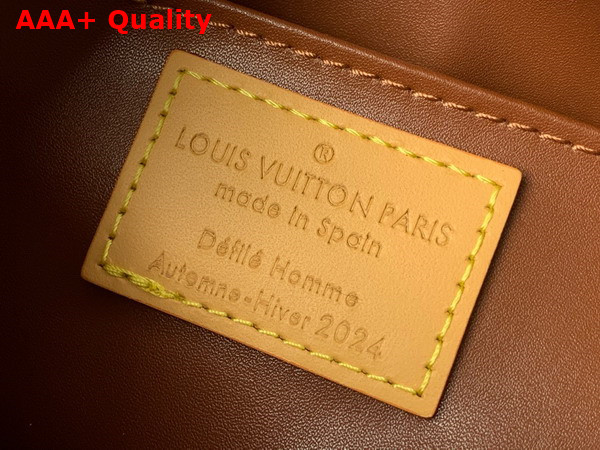 AAA+ Quality
®
LOUIS VUITTON PARIS
made in Spain
Défilé Homme
Automne-Hiver 2024